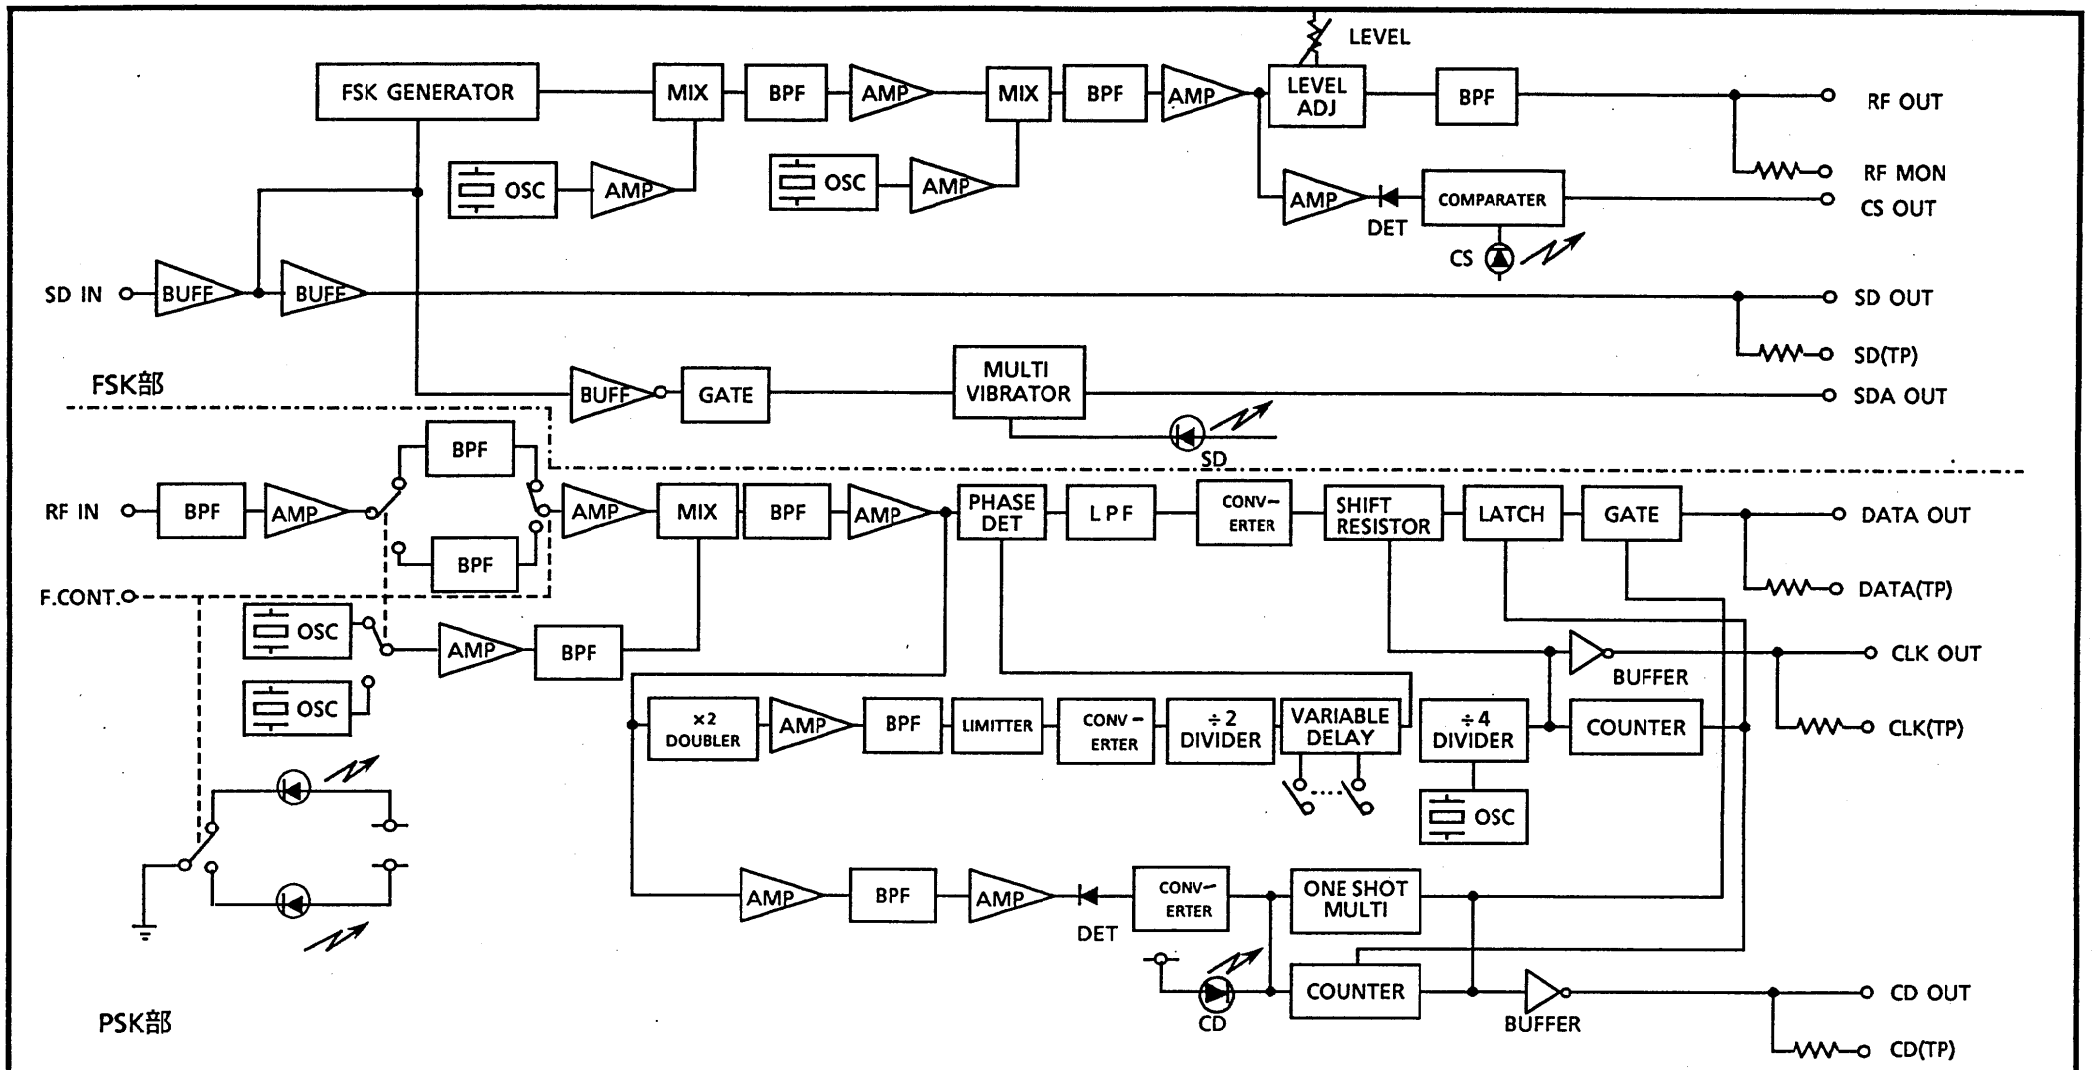 LEVEL
FSK GENERATOR
MIX
BPF
AMP
MIX
BPF
AMP
LEVEL
ADJ
BPF
RF OUT
OSC
AMP
OSC
AMP
RF MON
AMP
DET
COMPARATER
CS OUT
CS
SD IN
BUFF
BUFF
SD OUT
SD(TP)
FSK部
BUFF
GATE
MULTI
VIBRATOR
SDA OUT
SD
BPF
RF IN
BPF
AMP
BPF
AMP
MIX
BPF
AMP
PHASE
DET
LPF
CONV-
ERTER
SHIFT
RESISTOR
LATCH
GATE
DATA OUT
DATA(TP)
F.CONT.
OSC
AMP
BPF
OSC
BUFFER
CLK OUT
×2
DOUBLER
AMP
BPF
LIMITTER
CONV-
ERTER
÷2
DIVIDER
VARIABLE
DELAY
÷4
DIVIDER
COUNTER
CLK(TP)
OSC
AMP
BPF
AMP
DET
CONV-
ERTER
ONE SHOT
MULTI
CD
COUNTER
BUFFER
CD OUT
CD(TP)
PSK部